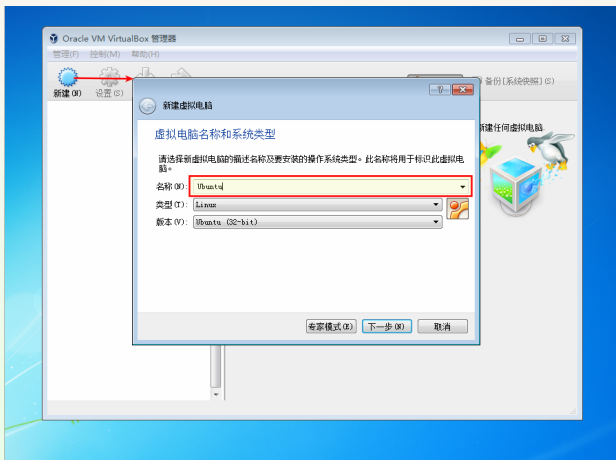 Oracle VM VirtualBox 管理器
管理(F) 控制(M) 帮助(H)
新建(N) 设置(S)
备份[系统快照](S)
新建虚拟电脑
虚拟电脑名称和系统类型
请选择新虚拟电脑的描述名称及要安装的操作系统类型。此名称将用于标识此虚拟电
脑。
名称(N): Ubuntu
类型(T): Linux
版本(V): Ubuntu (32-bit)
专家模式(E) 下一步(N) 取消
新建任何虚拟电脑